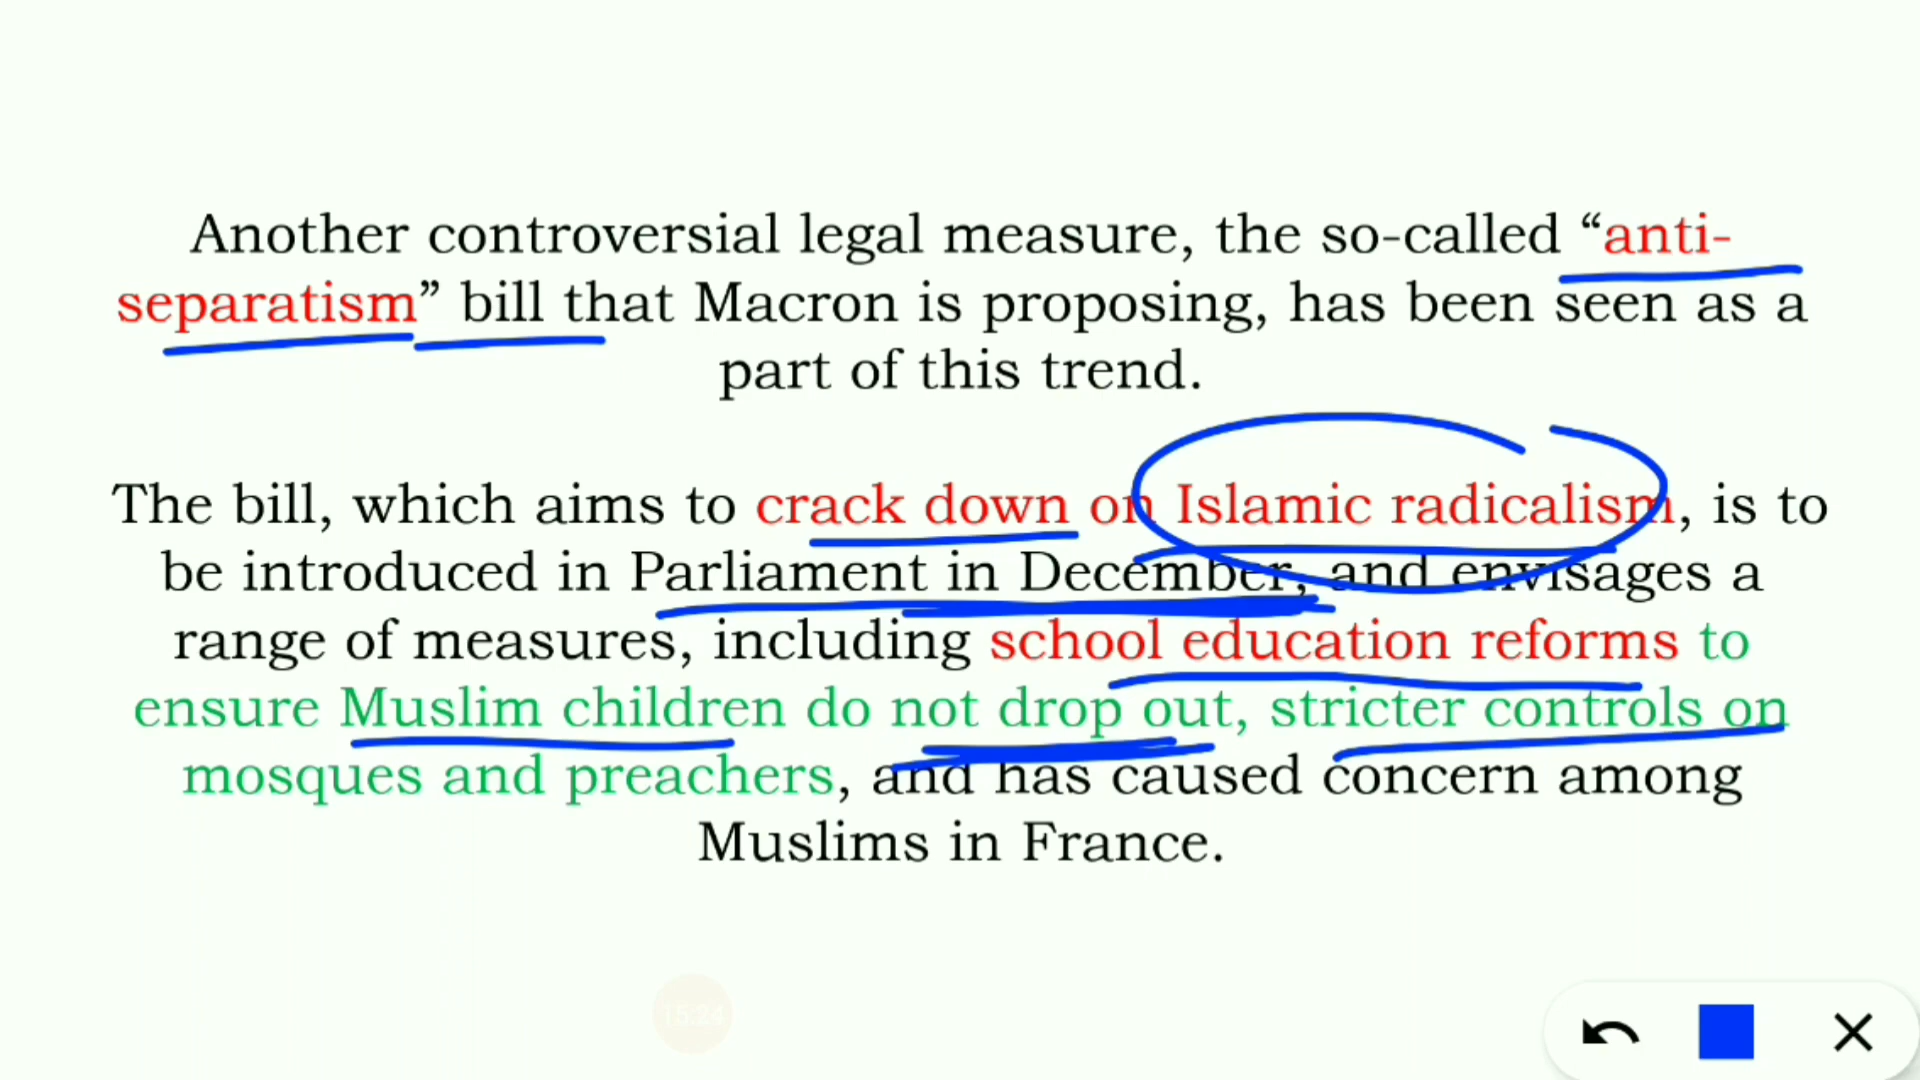 Another controversial legal measure, the so-called “anti-
separatism” bill that Macron is proposing, has been seen as a
part of this trend.
The bill, which aims to crack down on Islamic radicalism, is to
be introduced in Parliament in December, and envisages a
range of measures, including school education reforms to
ensure Muslim children do not drop out, stricter controls on
mosques and preachers, and has caused concern among
Muslims in France.
15:24